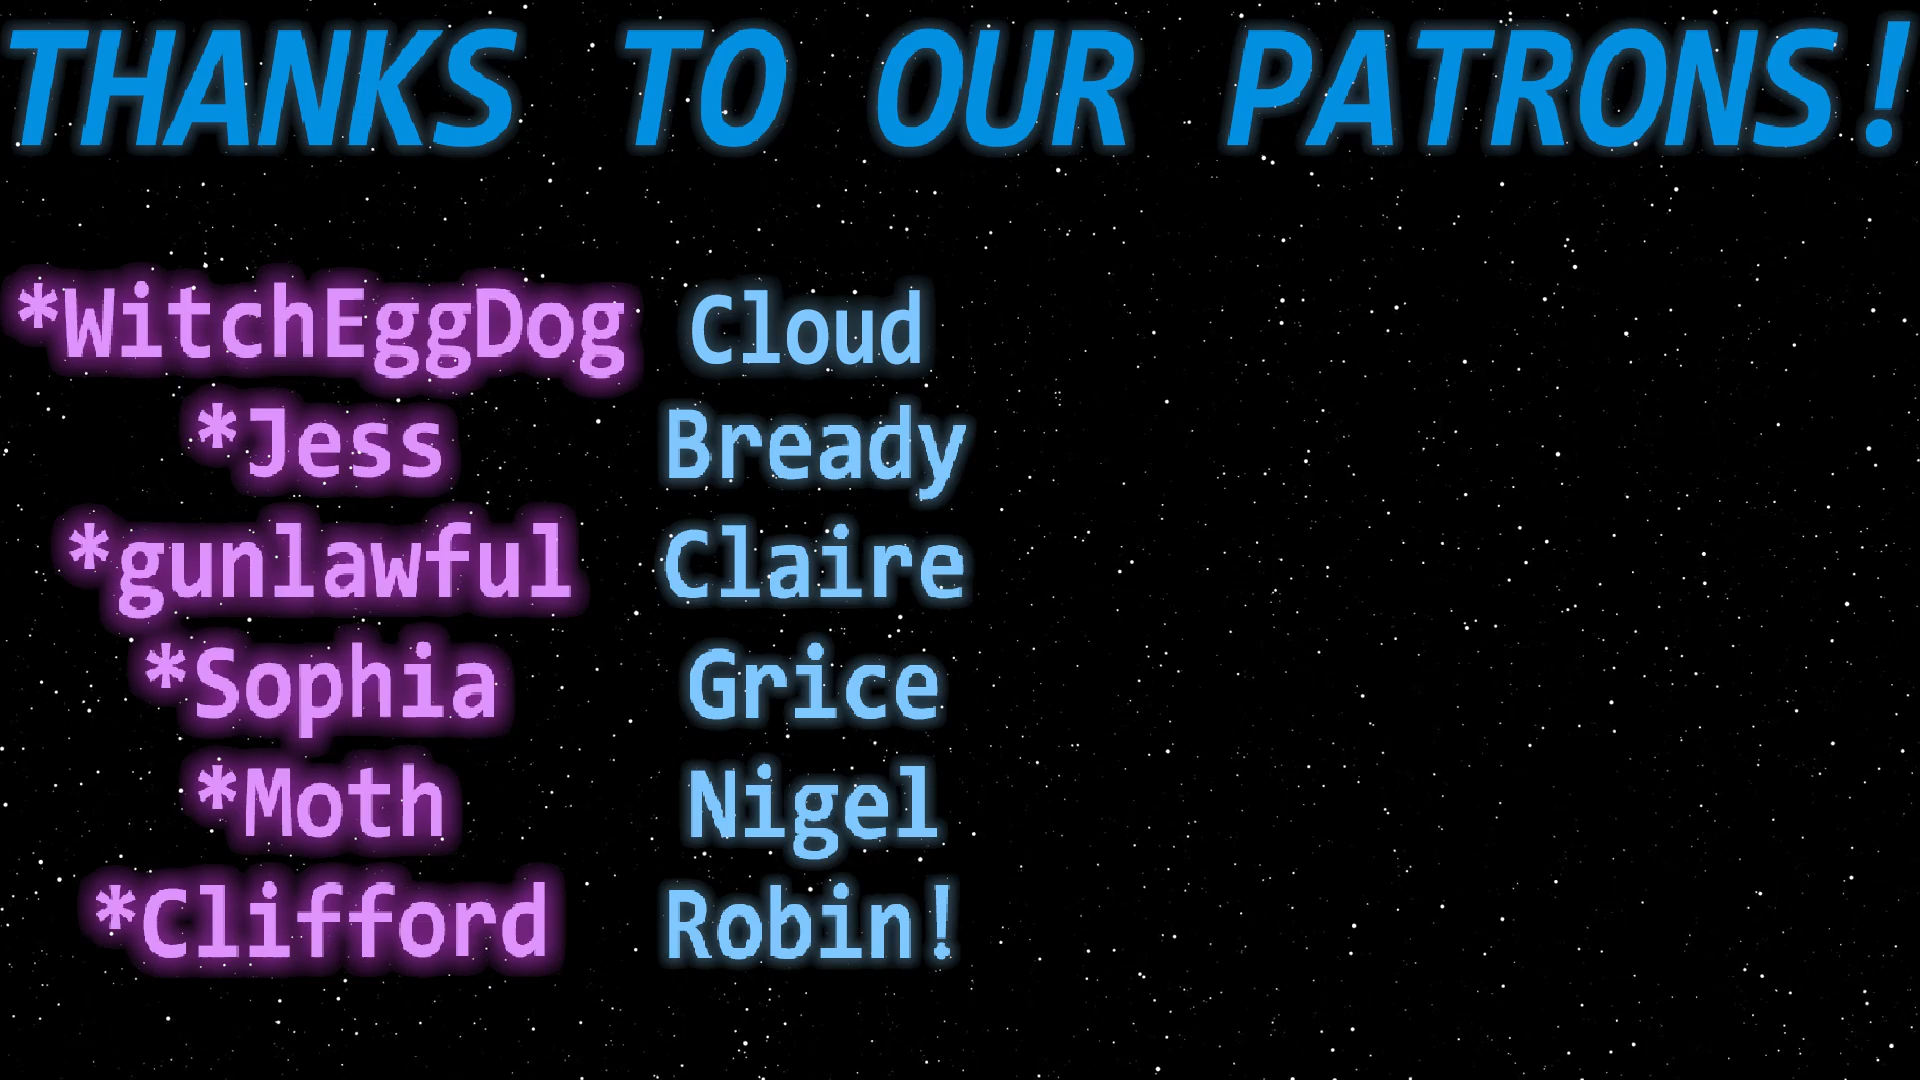 THANKS TO OUR PATRONS!
*WitchEggDog
*Jess
*gunlawful
*Sophia
*Moth
*Clifford
Cloud
Bready
Claire
Grice
Nigel
Robin!